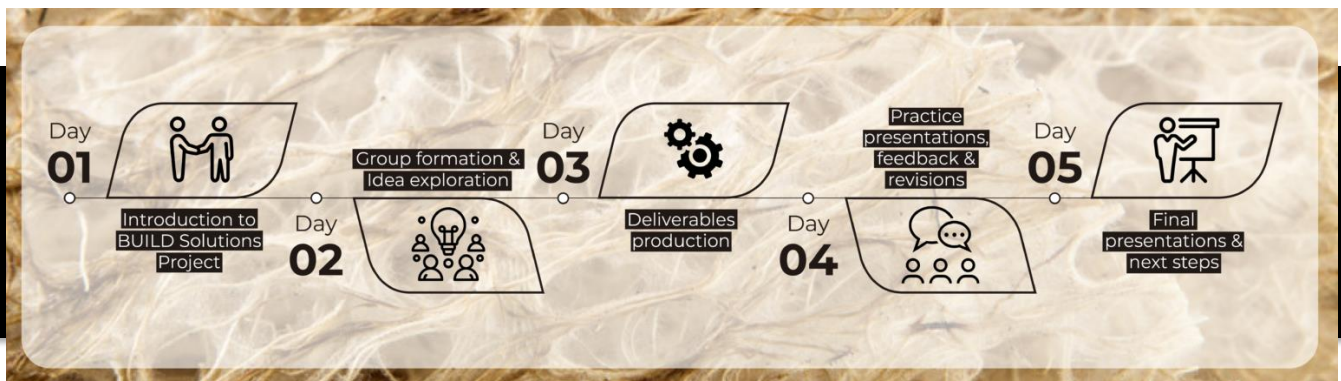 Day
01
Introduction to
BUILD Solutions
Project
Day
02
Group formation &
Idea exploration
Day
03
Deliverables
production
Day
04
Practice
presentations,
feedback &
revisions
Day
05
Final
presentations &
next steps